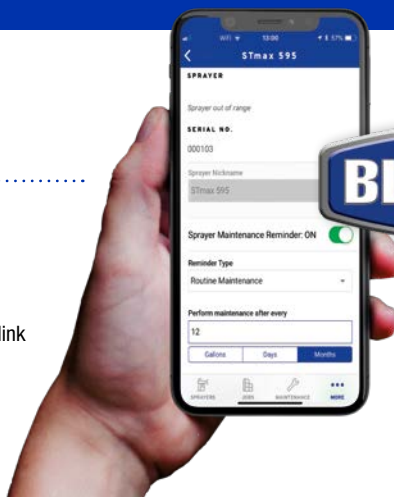 WiFi 13:00 57%
STmax 595
SPRAYER
Sprayer out of range
SERIAL NO.
000103
Sprayer Nickname
STmax 595
BL
Sprayer Maintenance Reminder: ON
Reminder Type
Routine Maintenance
Perform maintenance after every
12
Gallons Days Months
SPRAYERS JOBS MAINTENANCE MORE
link